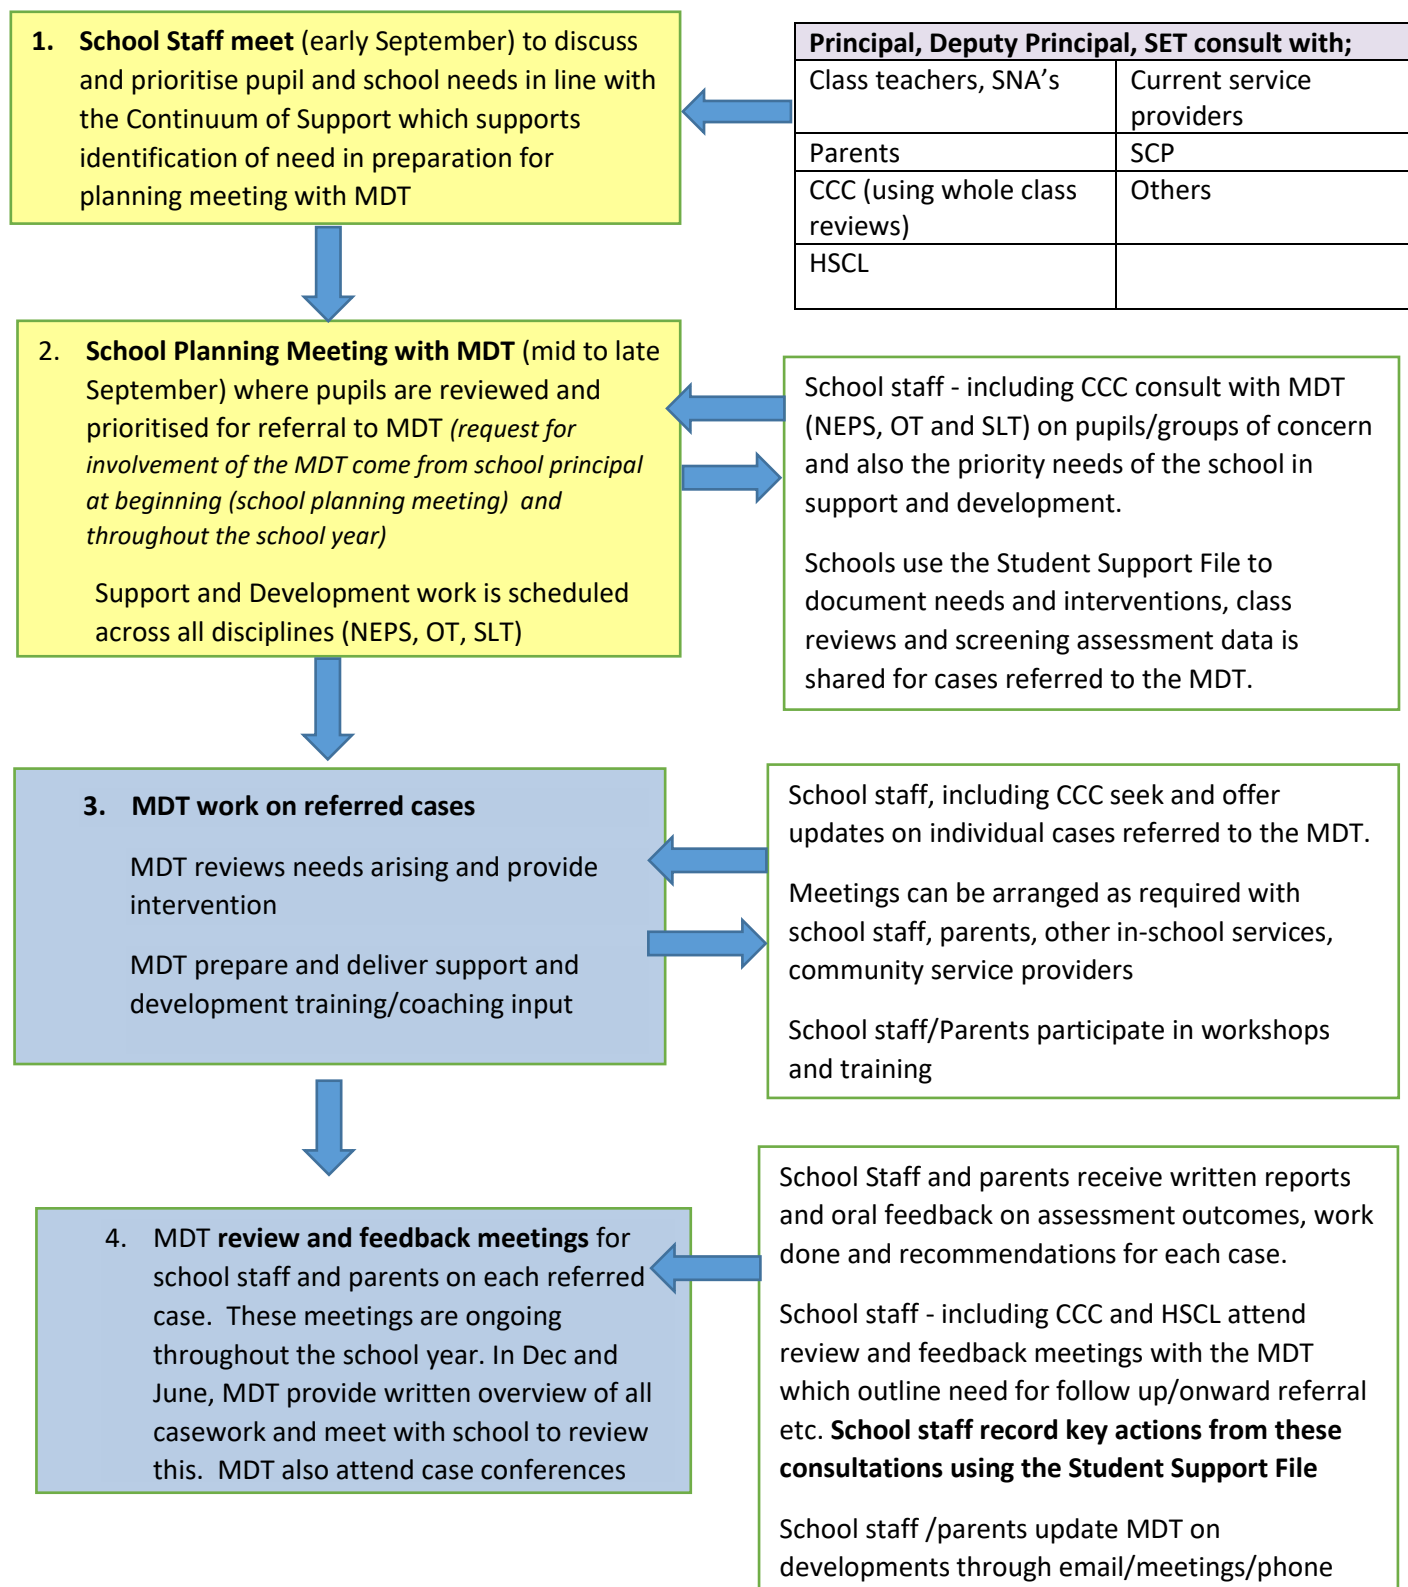 1. School Staff meet (early September) to discuss
and prioritise pupil and school needs in line with
the Continuum of Support which supports
identification of need in preparation for
planning meeting with MDT
Principal, Deputy Principal, SET consult with;
Class teachers, SNA's
Current service
providers
Parents
SCP
CCC (using whole class
reviews)
Others
HSCL
2. School Planning Meeting with MDT (mid to late
September) where pupils are reviewed and
prioritised for referral to MDT (request for
involvement of the MDT come from school principal
at beginning (school planning meeting) and
throughout the school year)
Support and Development work is scheduled
across all disciplines (NEPS, OT, SLT)
School staff - including CCC consult with MDT
(NEPS, OT and SLT) on pupils/groups of concern
and also the priority needs of the school in
support and development.
Schools use the Student Support File to
document needs and interventions, class
reviews and screening assessment data is
shared for cases referred to the MDT.
3. MDT work on referred cases
MDT reviews needs arising and provide
intervention
MDT prepare and deliver support and
development training/coaching input
School staff, including CCC seek and offer
updates on individual cases referred to the MDT.
Meetings can be arranged as required with
school staff, parents, other in-school services,
community service providers
School staff/Parents participate in workshops
and training
4. MDT review and feedback meetings for
school staff and parents on each referred
case. These meetings are ongoing
throughout the school year. In Dec and
June, MDT provide written overview of all
casework and meet with school to review
this. MDT also attend case conferences
School Staff and parents receive written reports
and oral feedback on assessment outcomes, work
done and recommendations for each case.
School staff - including CCC and HSCL attend
review and feedback meetings with the MDT
which outline need for follow up/onward referral
etc. School staff record key actions from these
consultations using the Student Support File
School staff /parents update MDT on
developments through email/meetings/phone